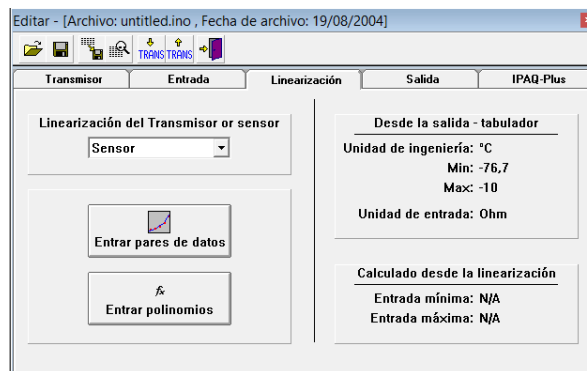 Editar - [Archivo: untitled.ino , Fecha de archivo: 19/08/2004]
TRANS TRANS
Transmisor Entrada Linearización Salida IPAQ-Plus
Linearización del Transmisor or sensor
Sensor
Entrar pares de datos
fx
Entrar polinomios
Desde la salida - tabulador
Unidad de ingeniería: °C
Min: -76,7
Max: -10
Unidad de entrada: Ohm
Calculado desde la linearización
Entrada mínima: N/A
Entrada máxima: N/A